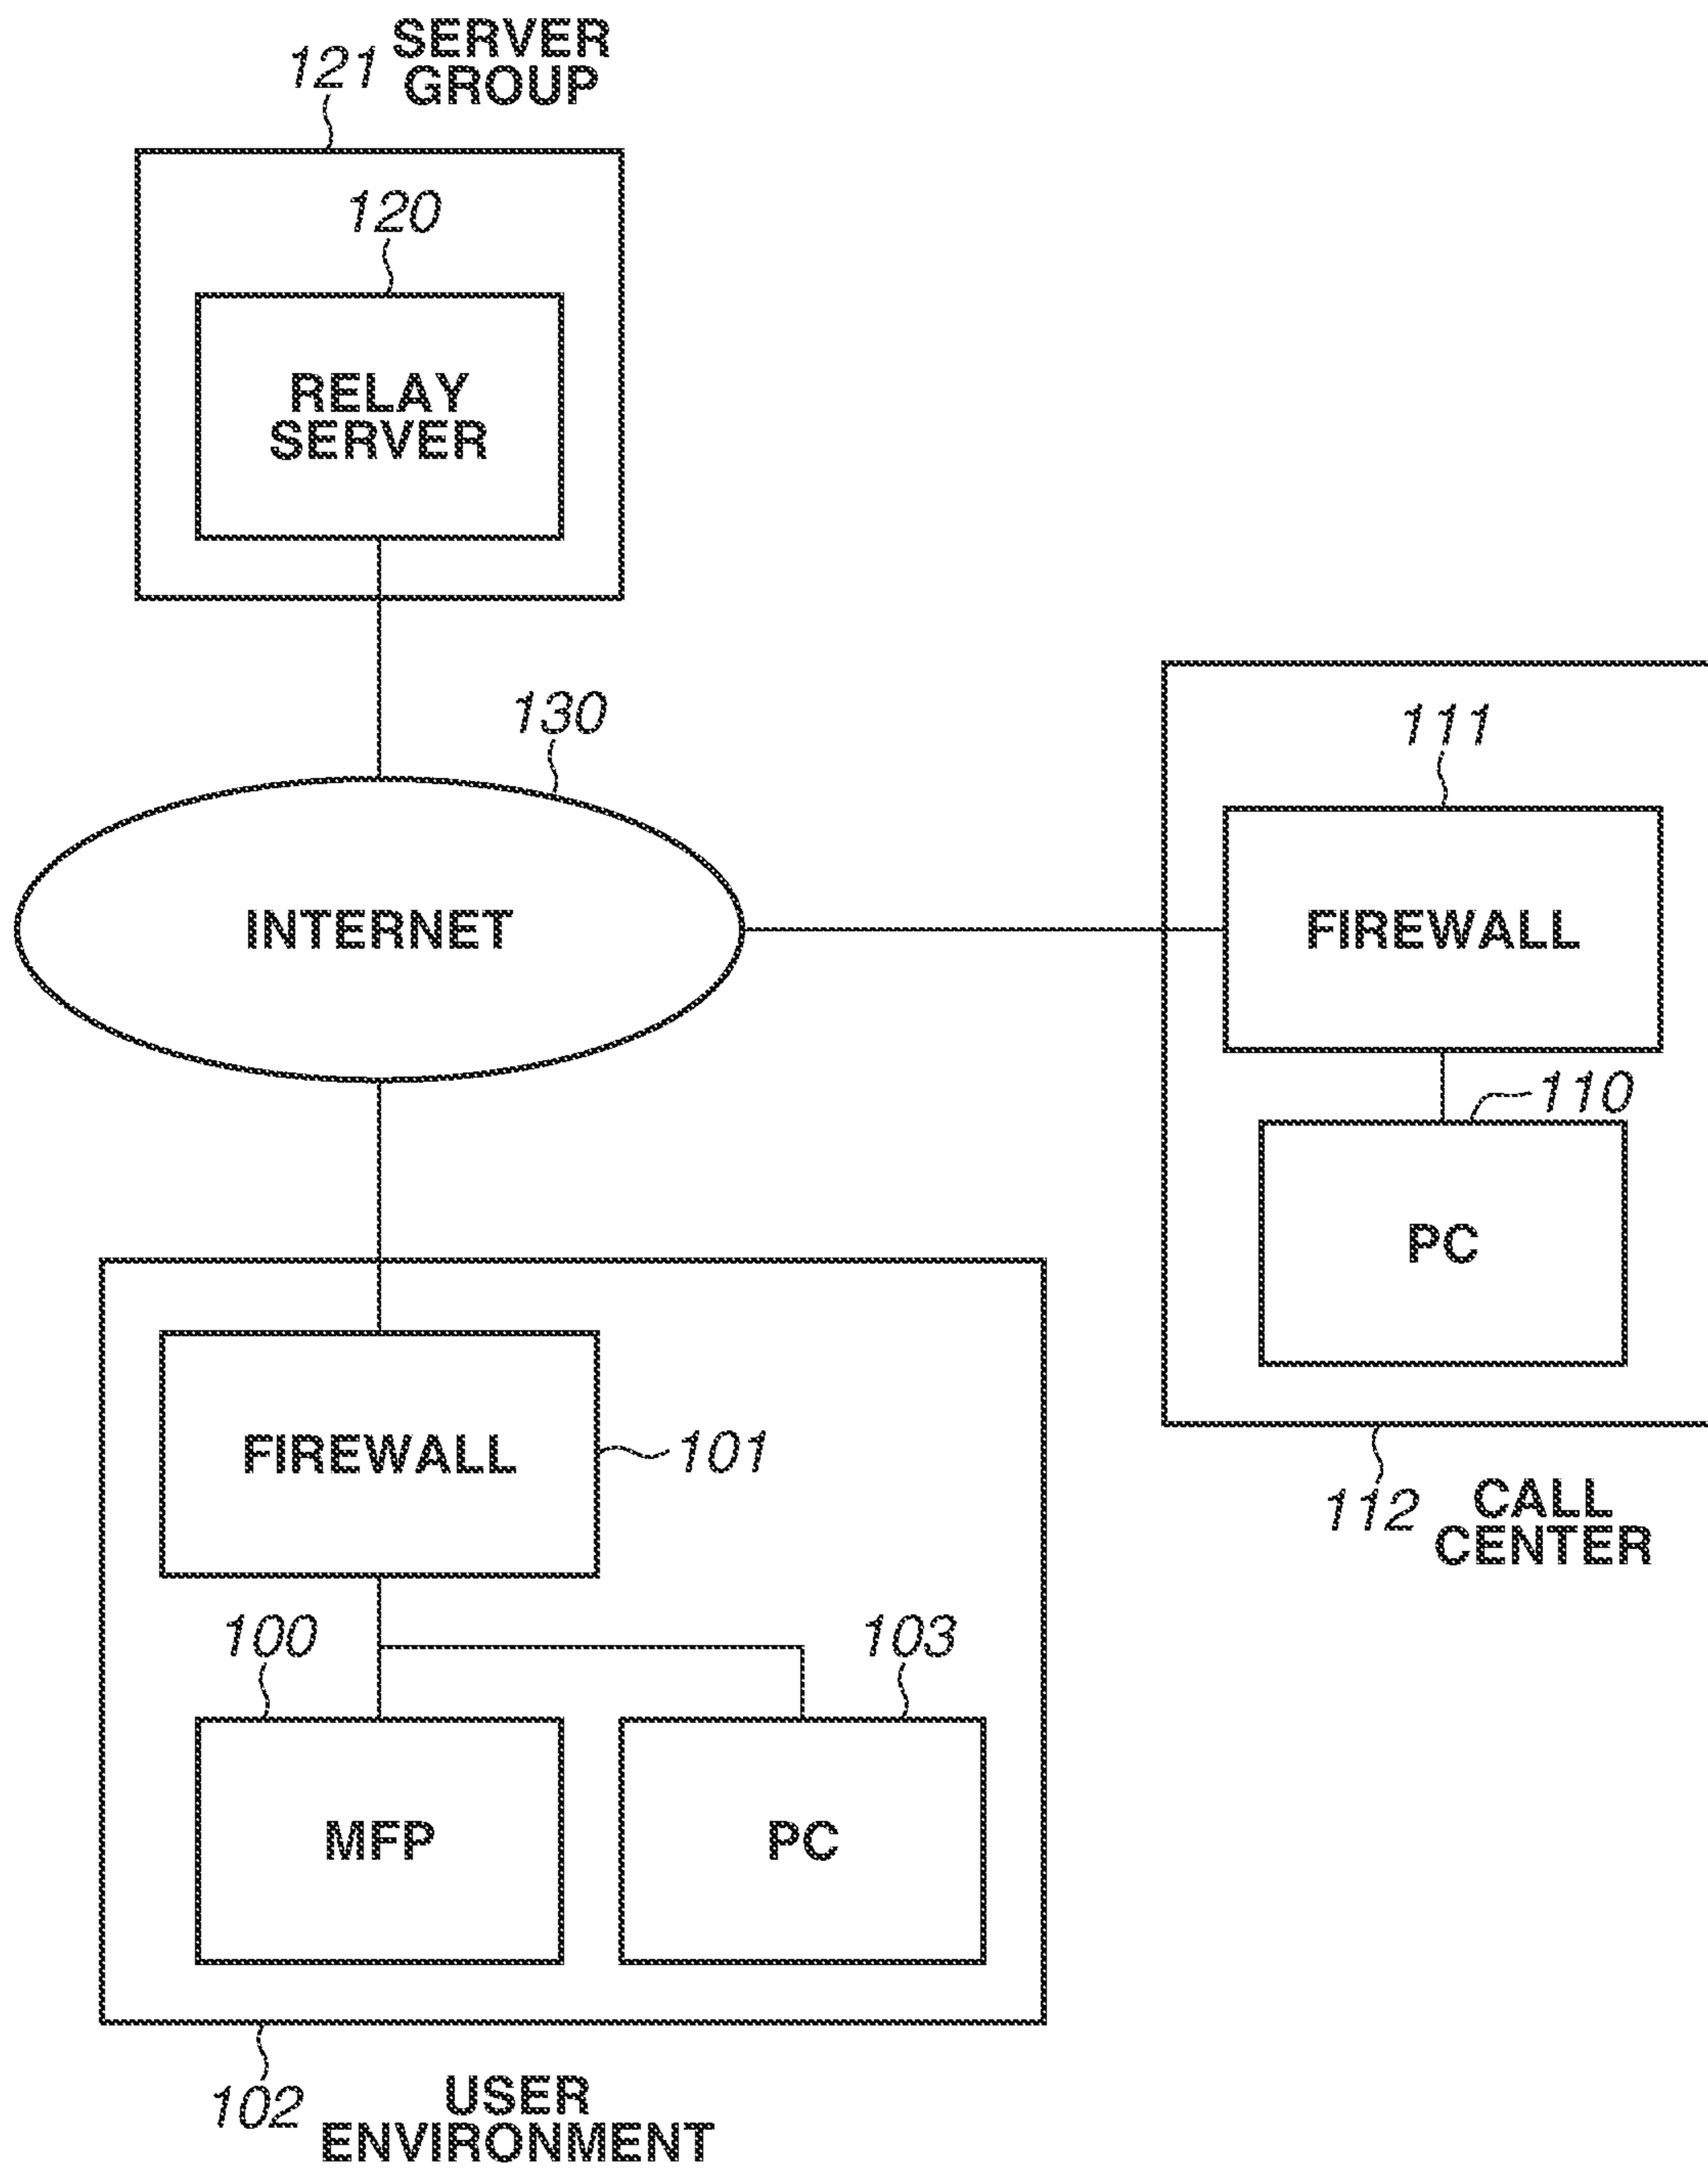 121 SERVER
GROUP
120
RELAY
SERVER
130
INTERNET
111
FIREWALL
110
PC
112 CALL
CENTER
FIREWALL
101
100
103
MFP
PC
102 USER
ENVIRONMENT